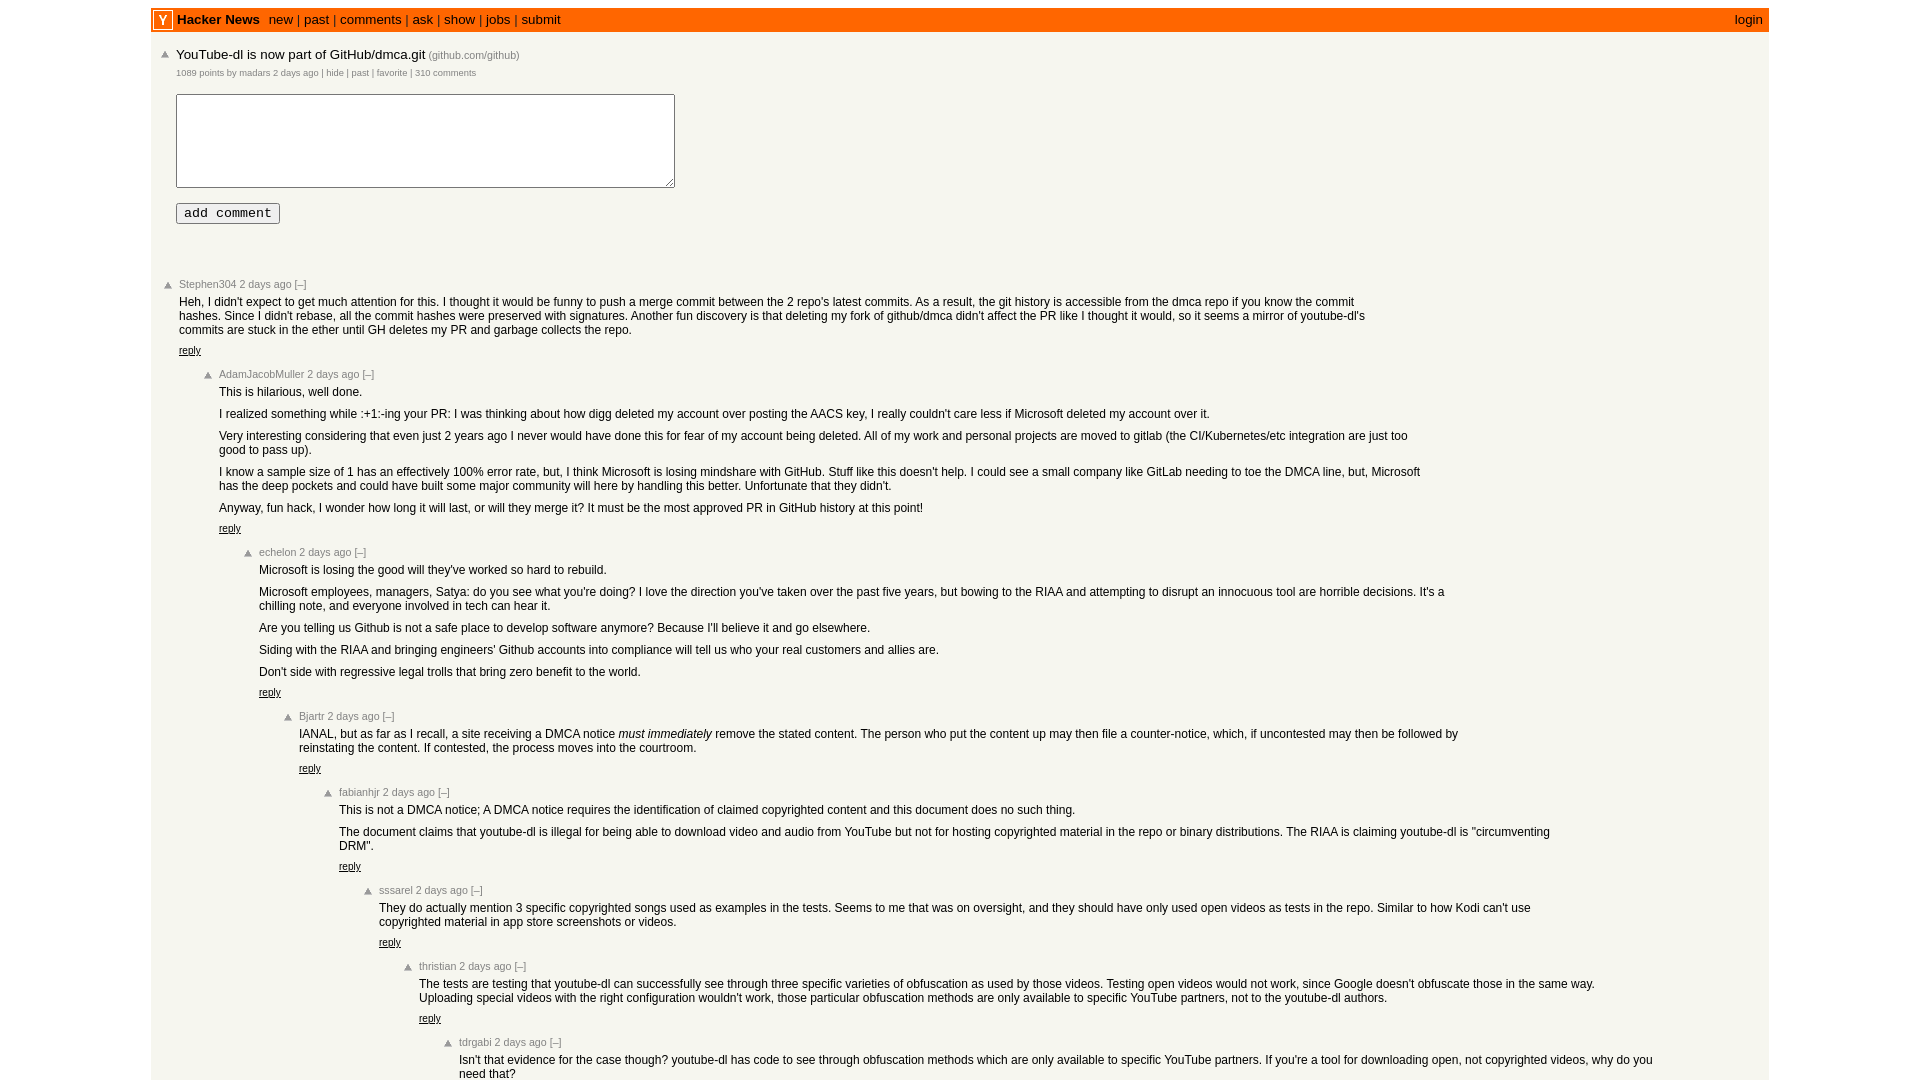 Y Hacker News new | past | comments | ask | show | jobs | submit login
YouTube-dl is now part of GitHub/dmca.git (github.com/github)
1089 points by madars 2 days ago | hide | past | favorite | 310 comments
add comment
Stephen304 2 days ago [–]
Heh, I didn't expect to get much attention for this. I thought it would be funny to push a merge commit between the 2 repo's latest commits. As a result, the git history is accessible from the dmca repo if you know the commit
hashes. Since I didn't rebase, all the commit hashes were preserved with signatures. Another fun discovery is that deleting my fork of github/dmca didn't affect the PR like I thought it would, so it seems a mirror of youtube-dl's
commits are stuck in the ether until GH deletes my PR and garbage collects the repo.
reply
AdamJacobMuller 2 days ago [–]
This is hilarious, well done.
I realized something while :+1:-ing your PR: I was thinking about how digg deleted my account over posting the AACS key, I really couldn't care less if Microsoft deleted my account over it.
Very interesting considering that even just 2 years ago I never would have done this for fear of my account being deleted. All of my work and personal projects are moved to gitlab (the CI/Kubernetes/etc integration are just too
good to pass up).
I know a sample size of 1 has an effectively 100% error rate, but, I think Microsoft is losing mindshare with GitHub. Stuff like this doesn't help. I could see a small company like GitLab needing to toe the DMCA line, but, Microsoft
has the deep pockets and could have built some major community will here by handling this better. Unfortunate that they didn't.
Anyway, fun hack, I wonder how long it will last, or will they merge it? It must be the most approved PR in GitHub history at this point!
reply
echelon 2 days ago [–]
Microsoft is losing the good will they've worked so hard to rebuild.
Microsoft employees, managers, Satya: do you see what you're doing? I love the direction you've taken over the past five years, but bowing to the RIAA and attempting to disrupt an innocuous tool are horrible decisions. It's a
chilling note, and everyone involved in tech can hear it.
Are you telling us Github is not a safe place to develop software anymore? Because I'll believe it and go elsewhere.
Siding with the RIAA and bringing engineers' Github accounts into compliance will tell us who your real customers and allies are.
Don't side with regressive legal trolls that bring zero benefit to the world.
reply
Bjartr 2 days ago [–]
IANAL, but as far as I recall, a site receiving a DMCA notice must immediately remove the stated content. The person who put the content up may then file a counter-notice, which, if uncontested may then be followed by
reinstating the content. If contested, the process moves into the courtroom.
reply
fabianhjr 2 days ago [–]
This is not a DMCA notice; A DMCA notice requires the identification of claimed copyrighted content and this document does no such thing.
The document claims that youtube-dl is illegal for being able to download video and audio from YouTube but not for hosting copyrighted material in the repo or binary distributions. The RIAA is claiming youtube-dl is "circumventing
DRM".
reply
sssarel 2 days ago [–]
They do actually mention 3 specific copyrighted songs used as examples in the tests. Seems to me that was on oversight, and they should have only used open videos as tests in the repo. Similar to how Kodi can't use
copyrighted material in app store screenshots or videos.
reply
thristian 2 days ago [–]
The tests are testing that youtube-dl can successfully see through three specific varieties of obfuscation as used by those videos. Testing open videos would not work, since Google doesn't obfuscate those in the same way.
Uploading special videos with the right configuration wouldn't work, those particular obfuscation methods are only available to specific YouTube partners, not to the youtube-dl authors.
reply
tdrgabi 2 days ago [–]
Isn't that evidence for the case though? youtube-dl has code to see through obfuscation methods which are only available to specific YouTube partners. If you're a tool for downloading open, not copyrighted videos, why do you
need that?